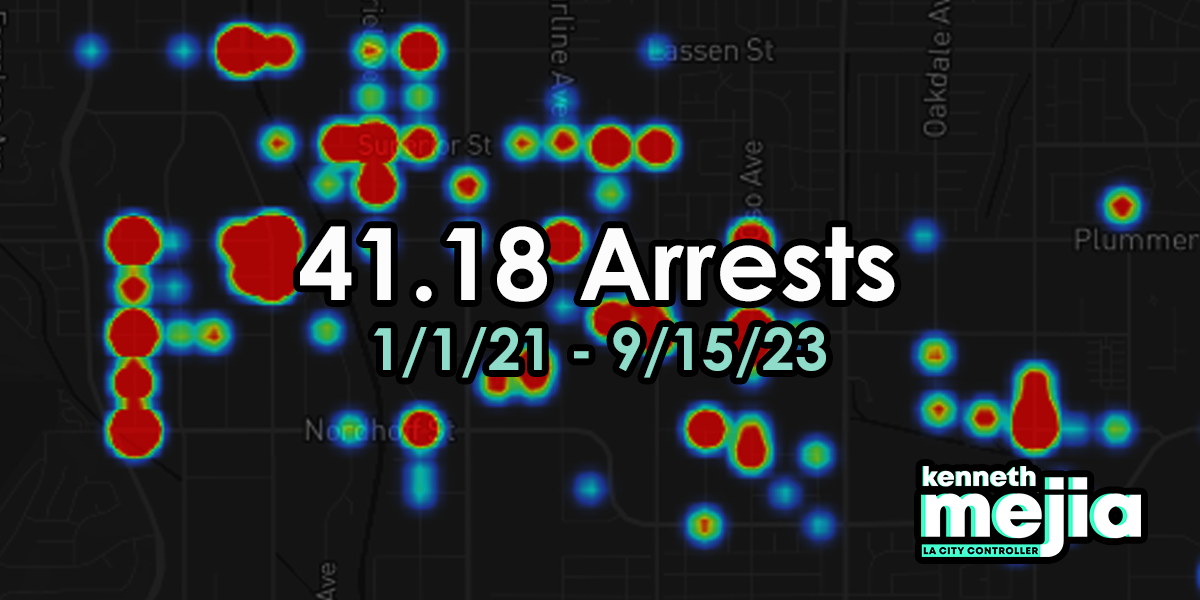 Lassen St
Oakdale Ave
Superior St
Plummer
41.18 Arrests
1/1/21 - 9/15/23
Nordhoff St
kenneth
mejia
LA CITY CONTROLLER
Ave